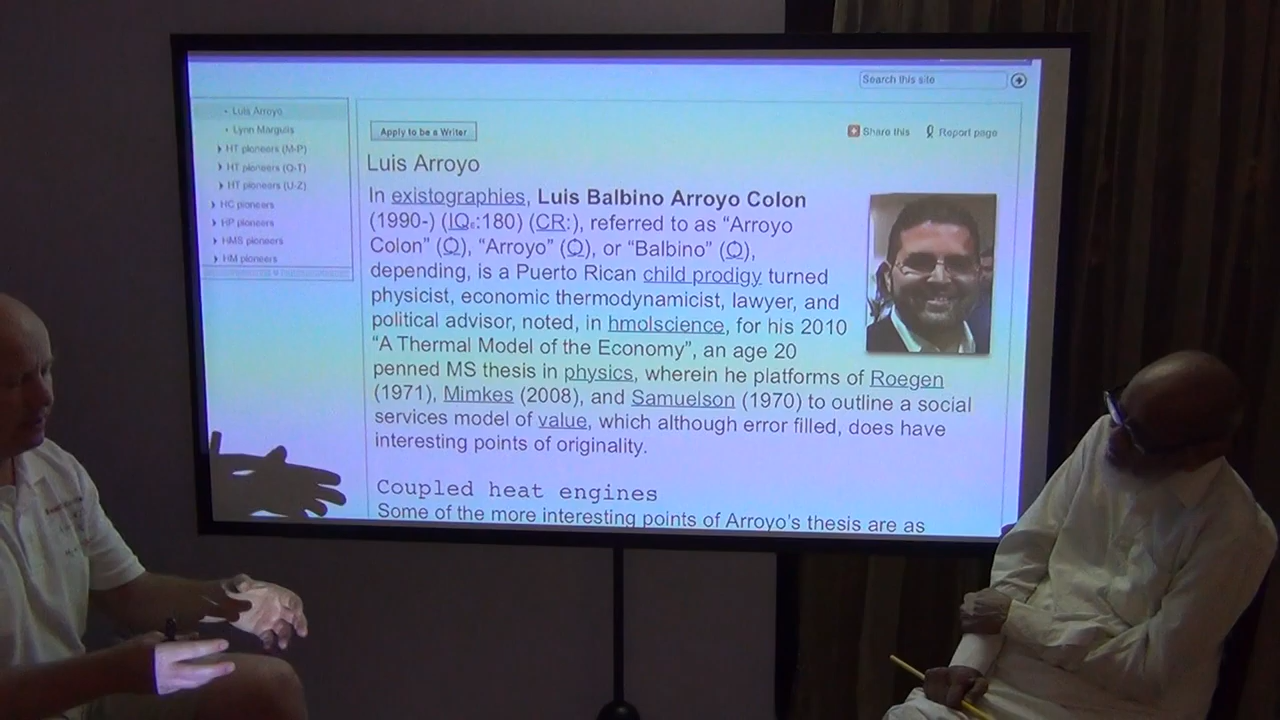 Search this site
Luis Arroyo
Lynn Margulis
HT pioneers (M-P)
HT pioneers (Q-T)
HT pioneers (U-Z)
HC pioneers
HP pioneers
HMS pioneers
HM pioneers
Apply to be a Writer
Share this
Report page
Luis Arroyo
In existographies, Luis Balbino Arroyo Colon
(1990-) (IQc:180) (CR:), referred to as “Arroyo
Colon” (Q), “Arroyo” (Q), or “Balbino” (Q),
depending, is a Puerto Rican child prodigy turned
physicist, economic thermodynamicist, lawyer, and
political advisor, noted, in hmolscience, for his 2010
“A Thermal Model of the Economy”, an age 20
penned MS thesis in physics, wherein he platforms of Roegen
(1971), Mimkes (2008), and Samuelson (1970) to outline a social
services model of value, which although error filled, does have
interesting points of originality.
Coupled heat engines
Some of the more interesting points of Arroyo's thesis are as